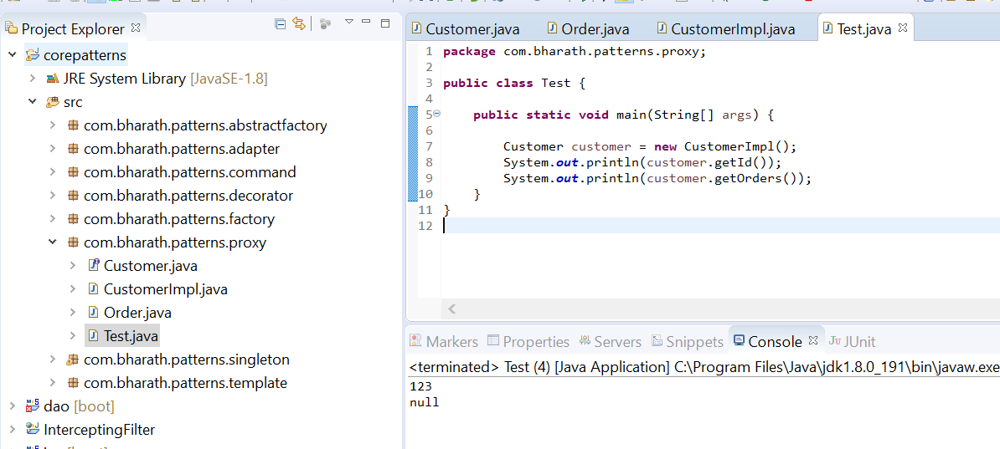 Project Explorer
corepatterns
JRE System Library [JavaSE-1.8]
src
com.bharath.patterns.abstractfactory
com.bharath.patterns.adapter
com.bharath.patterns.command
com.bharath.patterns.decorator
com.bharath.patterns.factory
com.bharath.patterns.proxy
Customer.java
CustomerImpl.java
Order.java
Test.java
com.bharath.patterns.singleton
com.bharath.patterns.template
dao [boot]
InterceptingFilter
Customer.java Order.java CustomerImpl.java Test.java
1 package com.bharath.patterns.proxy;
2
3 public class Test {
4
5 public static void main(String[] args) {
6
7 Customer customer = new CustomerImpl();
8 System.out.println(customer.getId());
9 System.out.println(customer.getOrders());
10 }
11 }
12
Markers Properties Servers Snippets Console JUnit
<terminated> Test (4) [Java Application] C:\Program Files\Java\jdk1.8.0_191\bin\javaw.exe
123
null